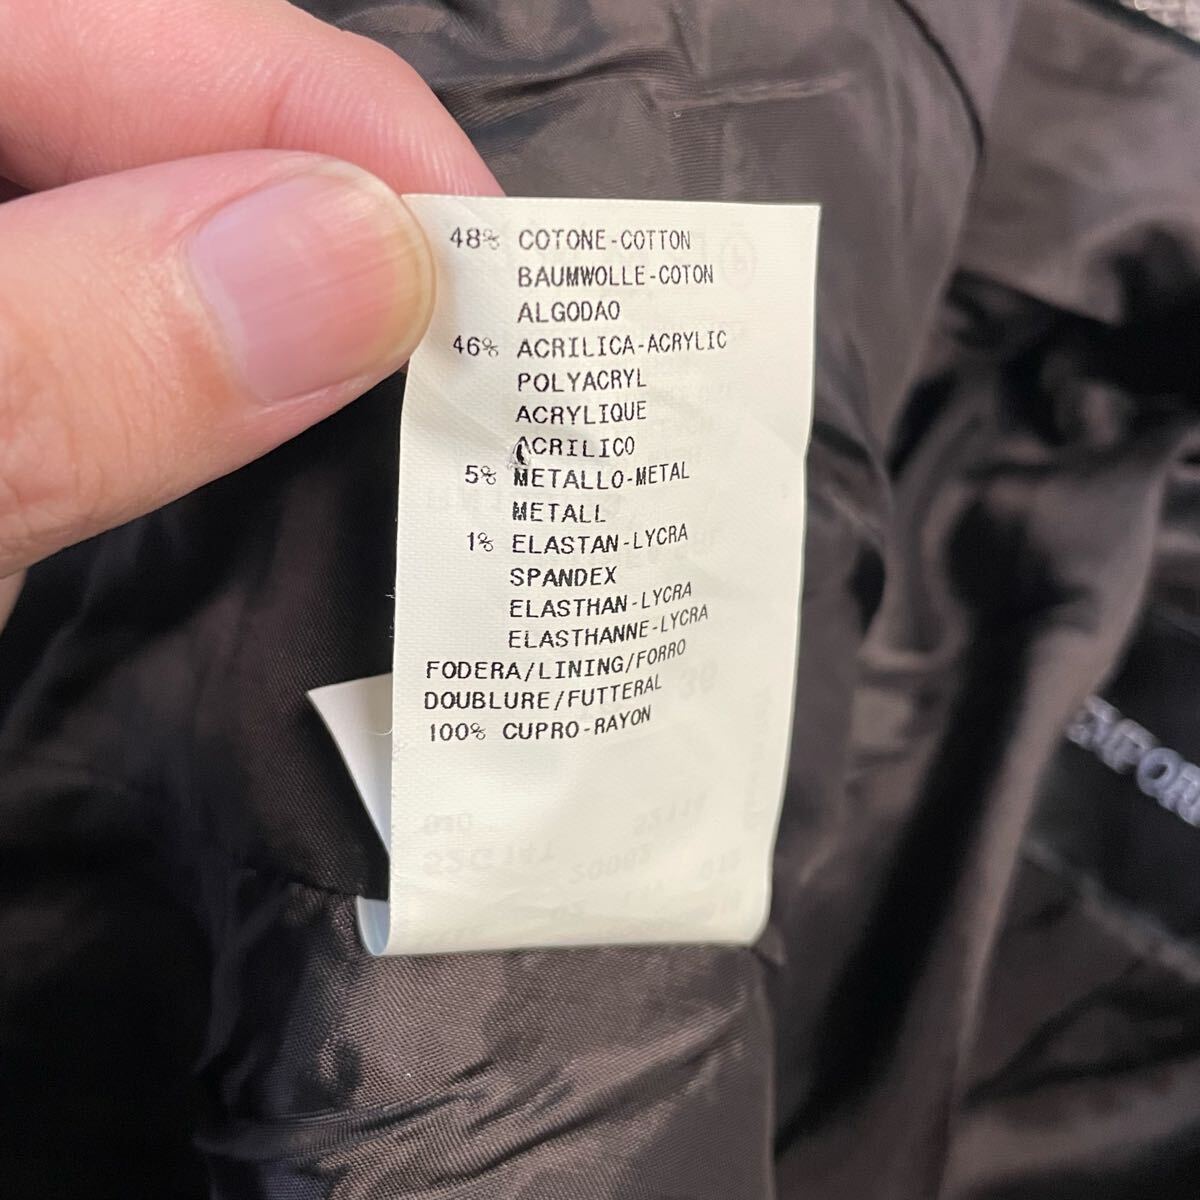 48% COTONE-COTTON
BAUMWOLLE-COTON
ALGODAO
46% ACRILICA-ACRYLIC
POLYACRYL
ACRYLIQUE
ACRILICO
5% METALLO-METAL
METALL
1% ELASTAN-LYCRA
SPANDEX
ELASTHAN-LYCRA
ELASTHANNE-LYCRA
FODERA/LINING/FORRO
DOUBLURE/FUTTERAL
100% CUPRO-RAYON